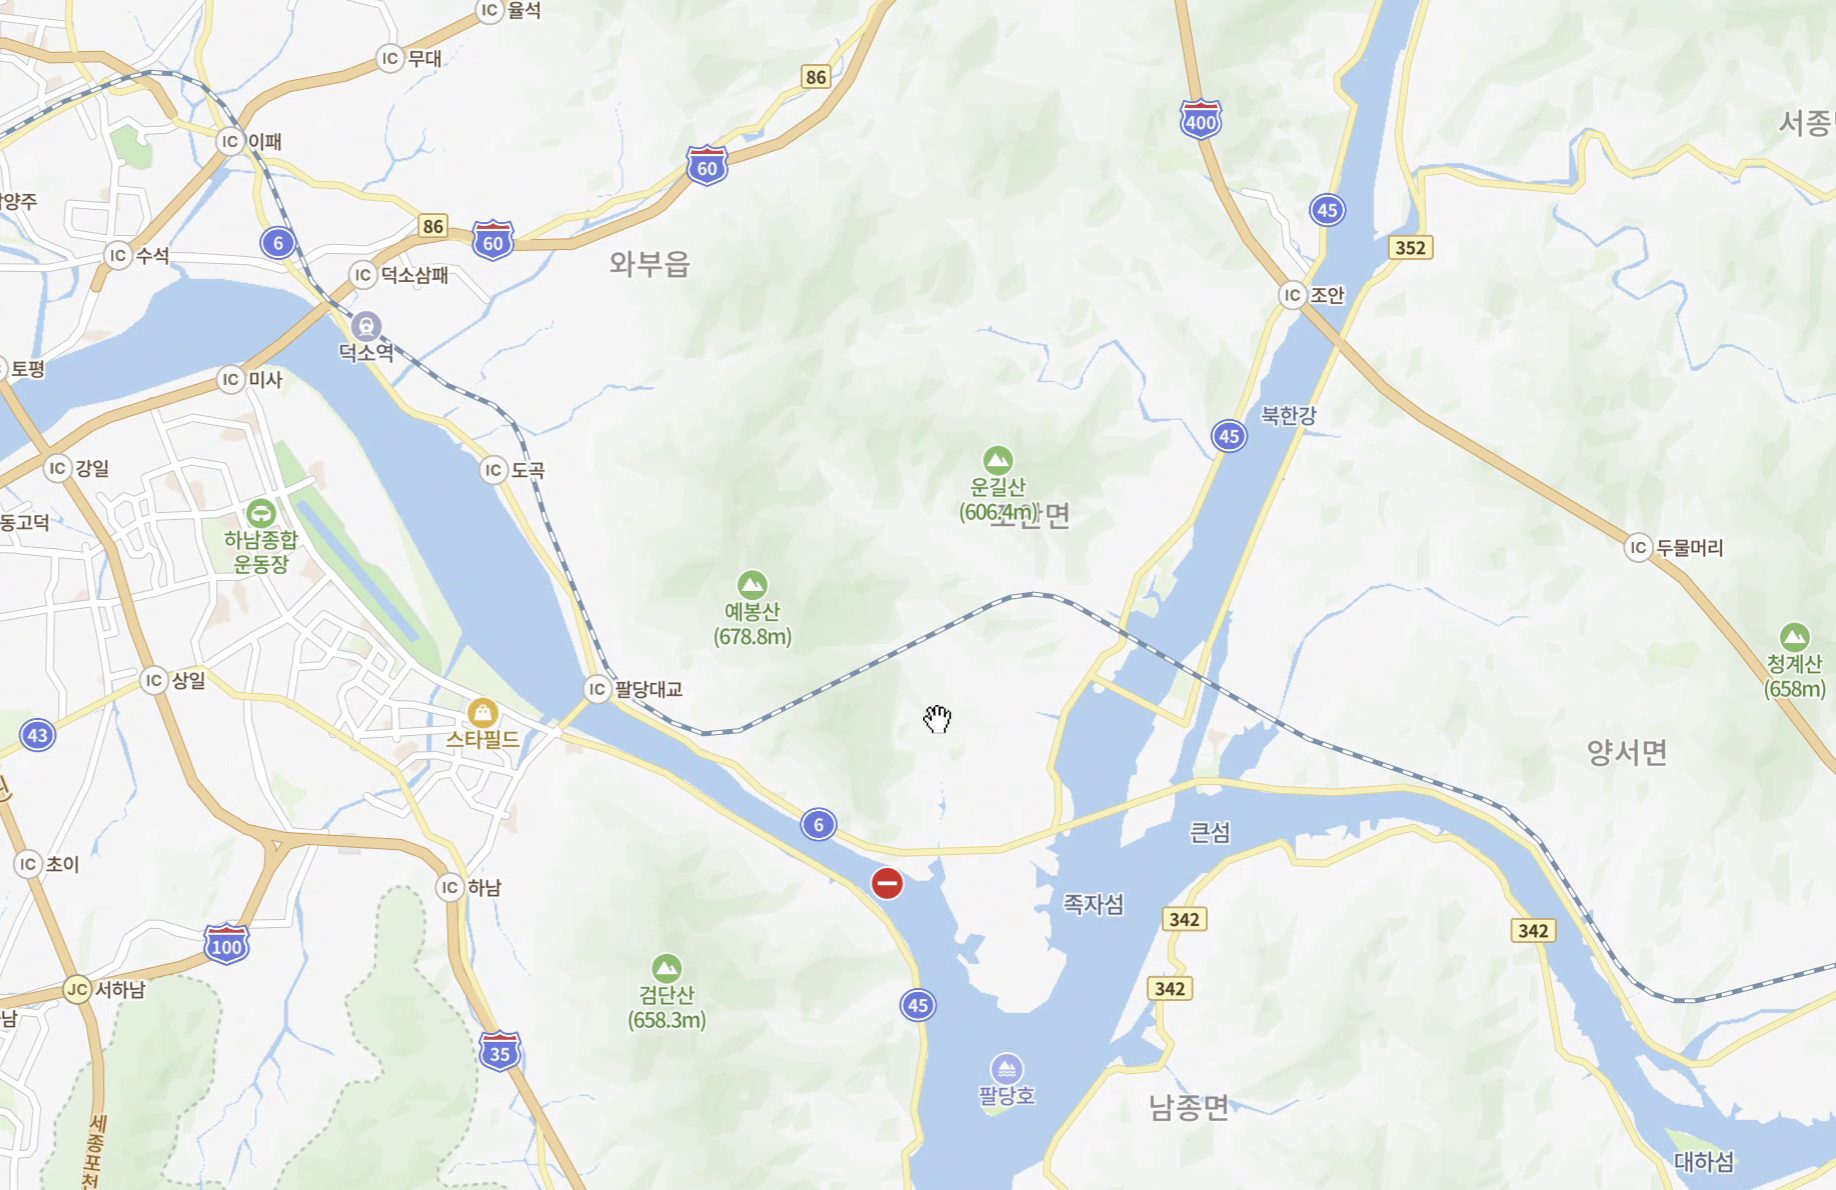 IC 율석
IC 무대
86
IC 이패
60
400
서종
양주
86
6
60
45
IC 수석
IC 덕소삼패
와부읍
352
IC 조안
덕소역
토평
IC 미사
북한강
45
IC 강일
IC 도곡
운길산
(606.4m)
동고덕
하남종합
운동장
IC 두물머리
예봉산
(678.8m)
청계산
(658m)
IC 상일
IC 팔당대교
43
스타필드
양서면
6
큰섬
IC 초이
IC 하남
족자섬
342
342
100
검단산
(658.3m)
JC 서하남
342
45
남
35
팔당호
남종면
세종포천
대하섬